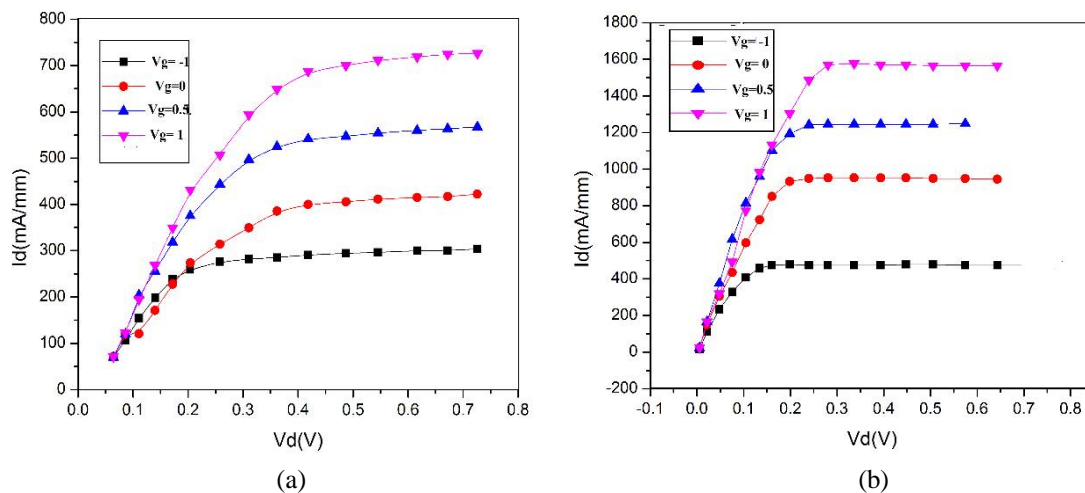 800
700
600
500
400
300
200
100
0
Id(mA/mm)
Vg= -1
Vg=0
Vg=0.5
Vg= 1
0.0 0.1 0.2 0.3 0.4 0.5 0.6 0.7 0.8
Vd(V)
(a)
1800
1600
1400
1200
1000
800
600
400
200
0
-200
Id(mA/mm)
Vg= -1
Vg= 0
Vg=0.5
Vg= 1
-0.1 0.0 0.1 0.2 0.3 0.4 0.5 0.6 0.7 0.8
Vd(V)
(b)